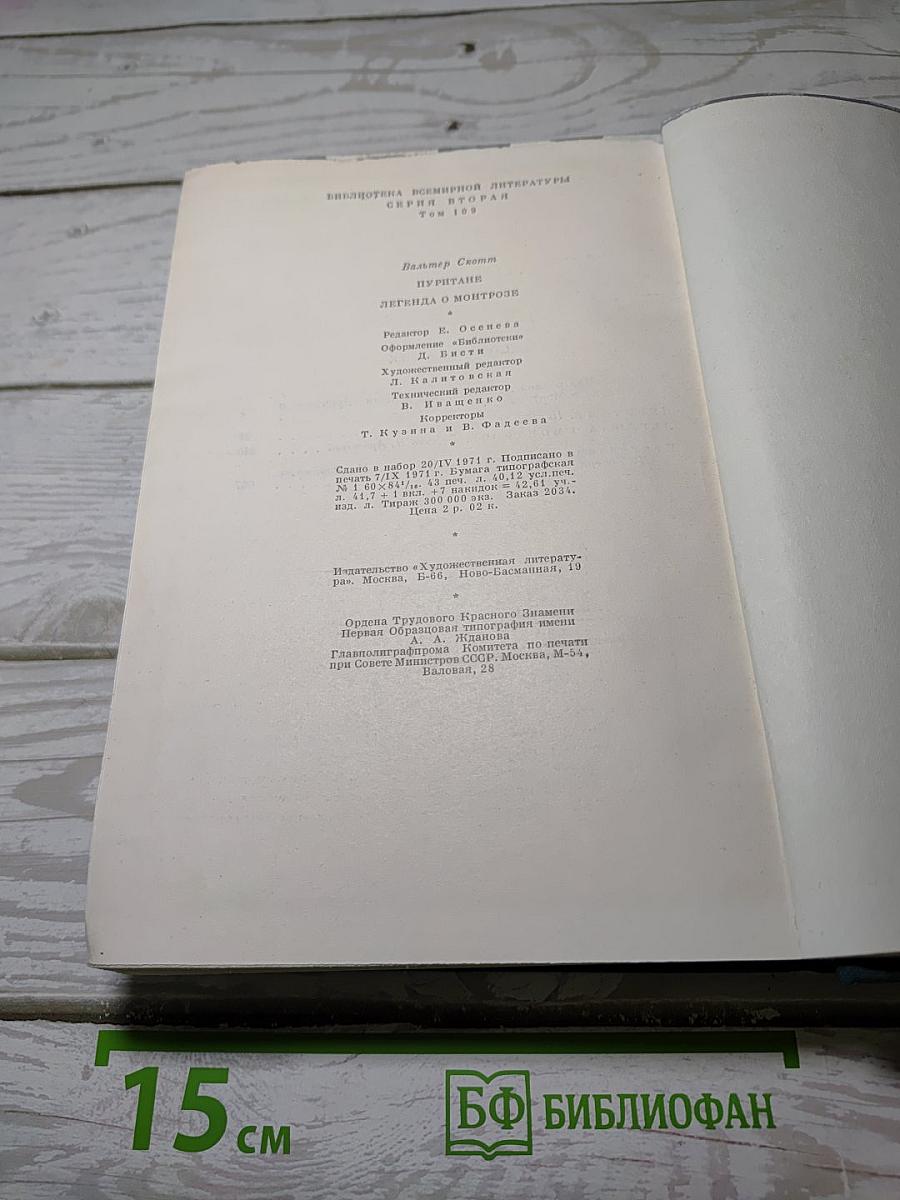 БИБЛИОТЕКА ВСЕМИРНОЙ ЛИТЕРАТУРЫ
СЕРИЯ ВТОРАЯ
Том 109
Вальтер Скотт
ПУРИТАНЕ
ЛЕГЕНДА О МОНТРОЗЕ
*
Редактор Е. Осенева
Оформление «Библиотеки»
Д. Бисти
Художественный редактор
Л. Калитовская
Технический редактор
В. Иващенко
Корректоры
Т. Кузина и В. Фадеева
*
Сдано в набор 20/IV 1971 г. Подписано в
печать 7/IX 1971 г. Бумага типографская
№ 1 60×84¹/₁₆. 43 печ. л. 40,12 усл.печ.
л. 41,7 + 1 вкл. +7 накидок = 42,61 уч.-
изд. л. Тираж 300 000 экз. Заказ 2034.
Цена 2 р. 02 к.
*
Издательство «Художественная литерату-
ра». Москва, Б-66, Ново-Басманная, 19
*
Ордена Трудового Красного Знамени
Первая Образцовая типография имени
А. А. Жданова
Главполиграфпрома Комитета по печати
при Совете Министров СССР. Москва, М-54,
Валовая, 28
15 см
БФ БИБЛИОФАН